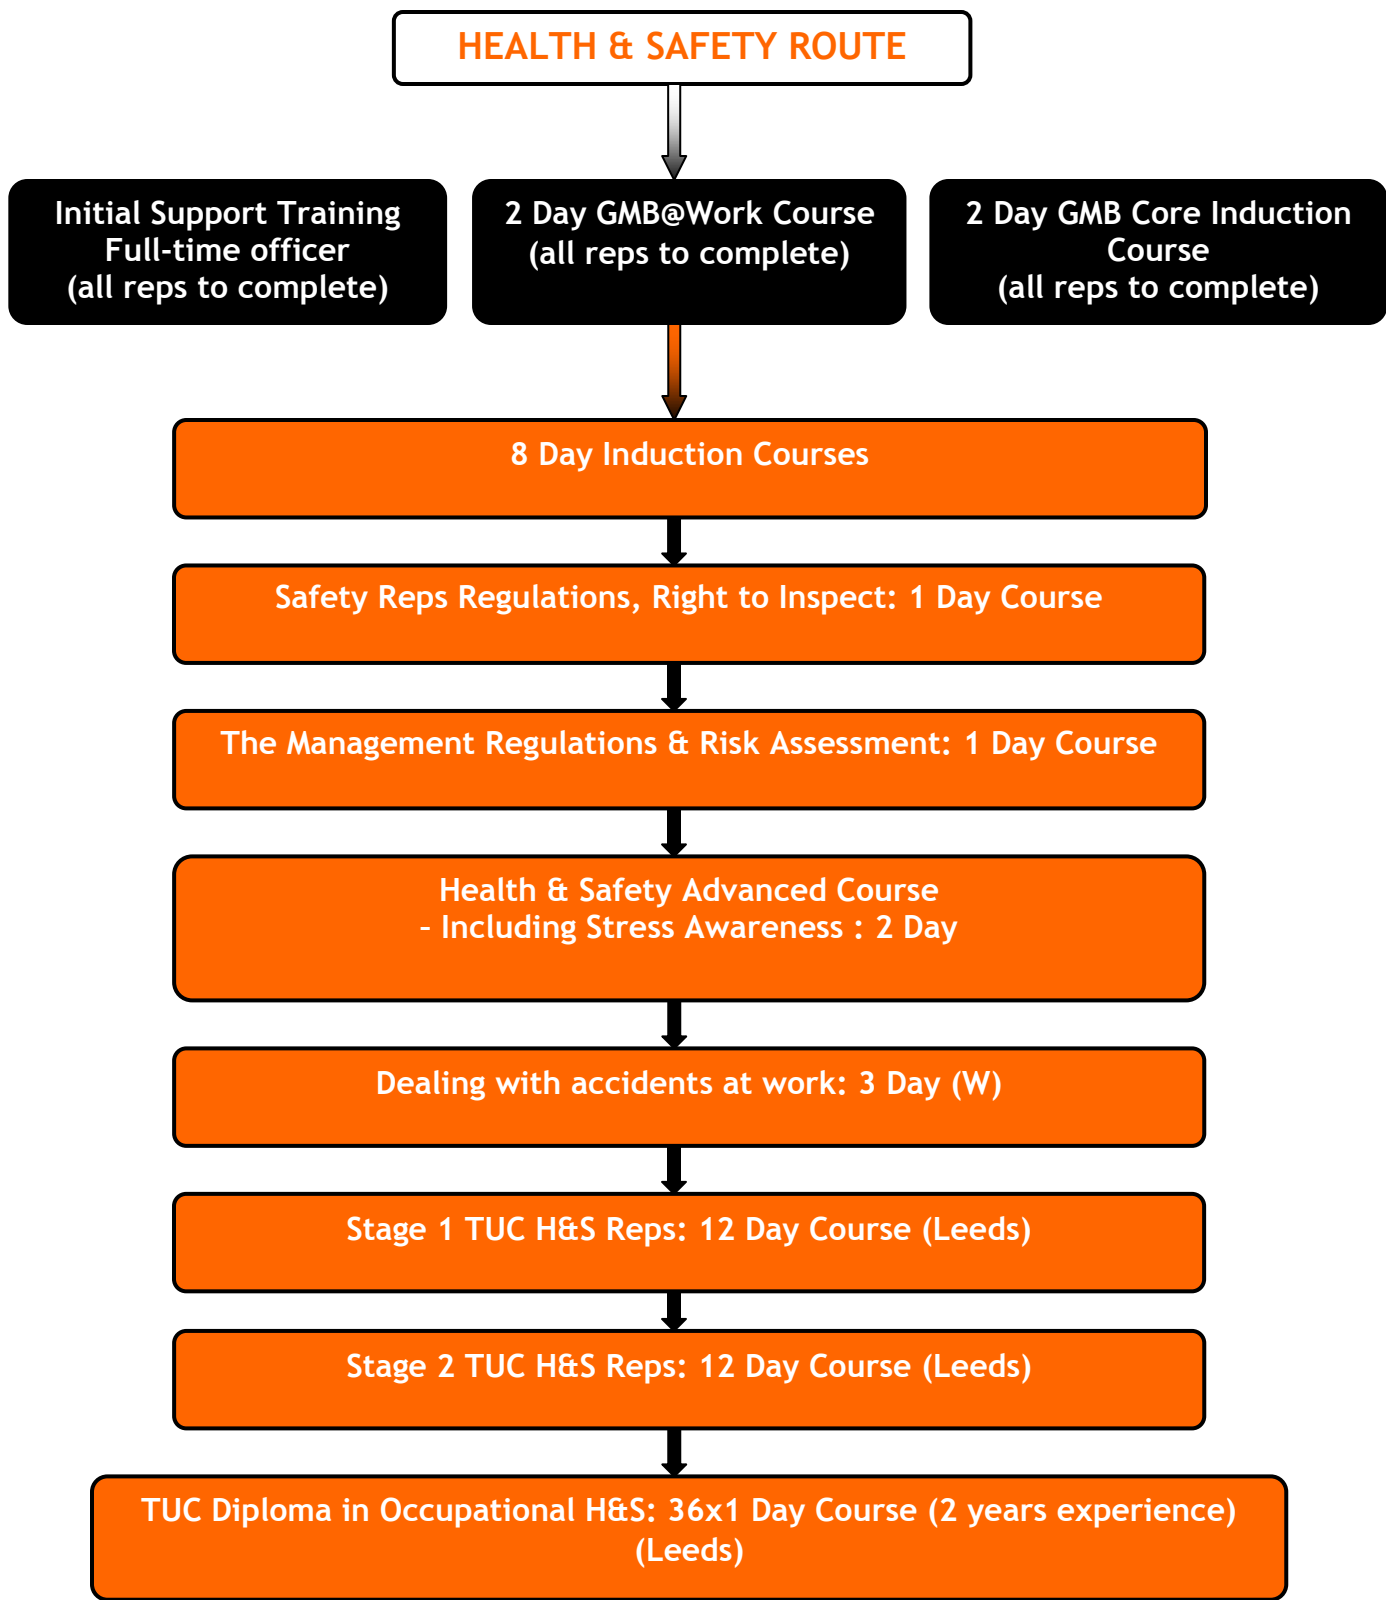 HEALTH & SAFETY ROUTE
Initial Support Training
Full-time officer
(all reps to complete)
2 Day GMB@Work Course
(all reps to complete)
2 Day GMB Core Induction
Course
(all reps to complete)
8 Day Induction Courses
Safety Reps Regulations, Right to Inspect: 1 Day Course
The Management Regulations & Risk Assessment: 1 Day Course
Health & Safety Advanced Course
– Including Stress Awareness : 2 Day
Dealing with accidents at work: 3 Day (W)
Stage 1 TUC H&S Reps: 12 Day Course (Leeds)
Stage 2 TUC H&S Reps: 12 Day Course (Leeds)
TUC Diploma in Occupational H&S: 36x1 Day Course (2 years experience)
(Leeds)